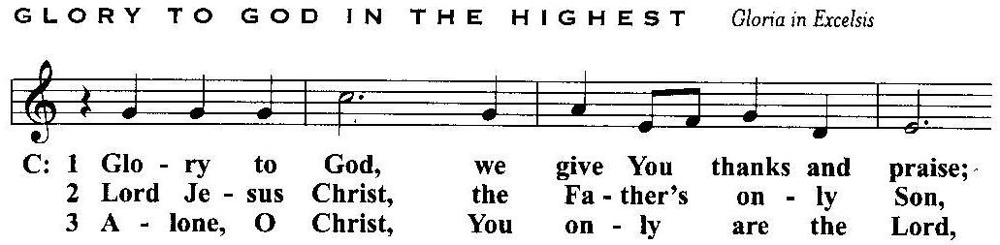 GLORY TO GOD IN THE HIGHEST Gloria in Excelsis
C: 1 Glo - ry to God, we give You thanks and praise;
2 Lord Je - sus Christ, the Fa - ther's on - ly Son,
3 A - lone, O Christ, You on - ly are the Lord,